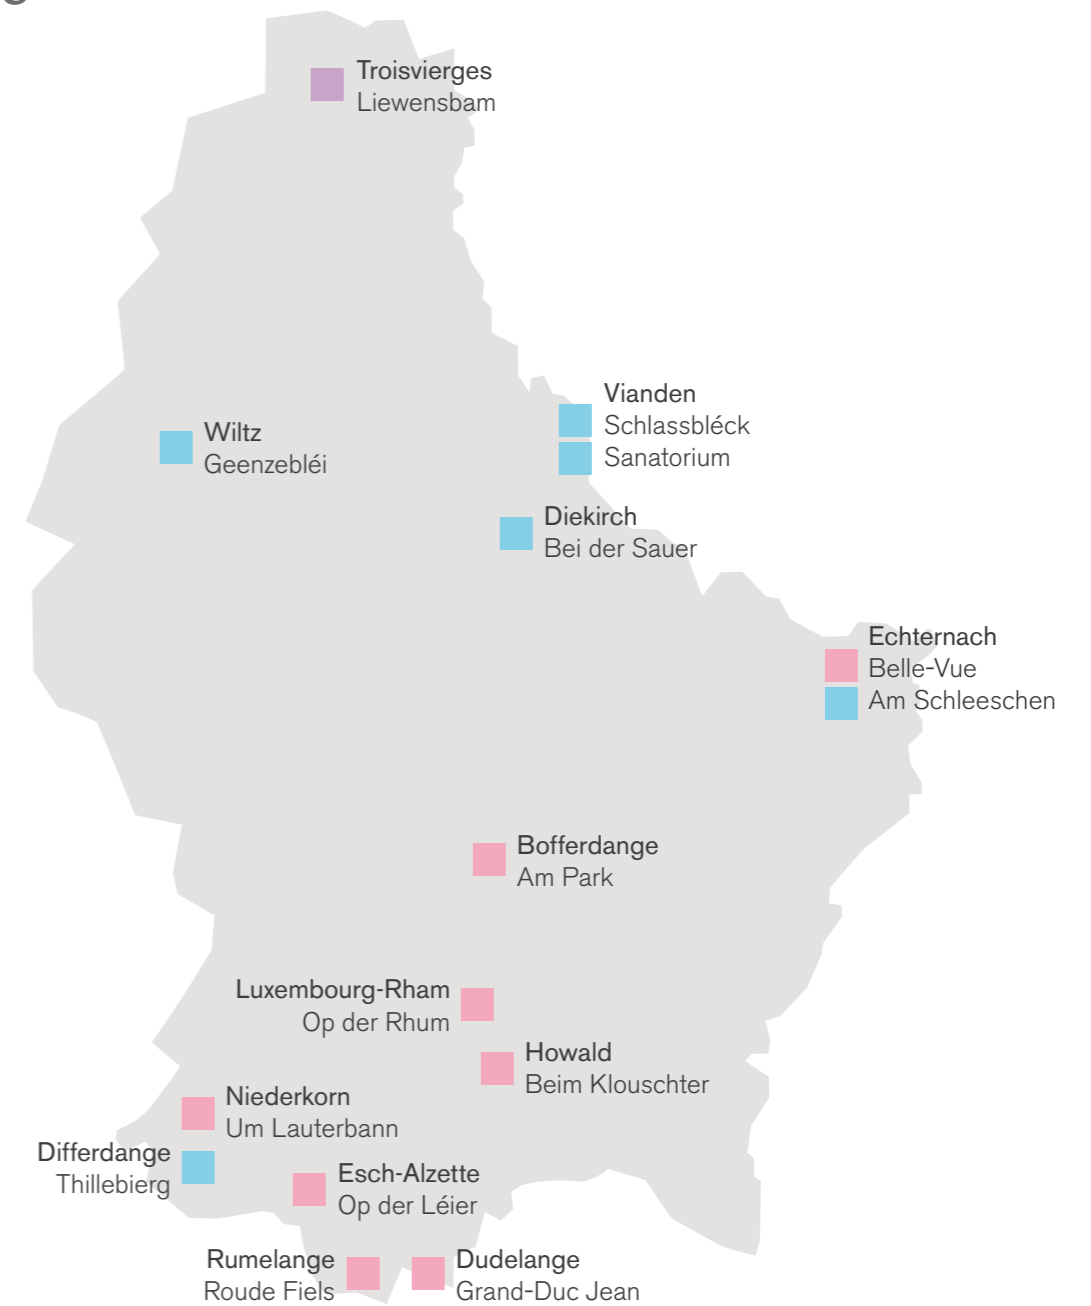 Troisvierges
Liewensbam
Vianden
Schlassbléck
Sanatorium
Wiltz
Geenzebléi
Diekirch
Bei der Sauer
Echternach
Belle-Vue
Am Schleeschen
Bofferdange
Am Park
Luxembourg-Rham
Op der Rhum
Howald
Beim Klouschter
Niederkorn
Um Lauterbann
Differdange
Thillebierg
Esch-Alzette
Op der Léier
Rumelange
Roude Fiels
Dudelange
Grand-Duc Jean